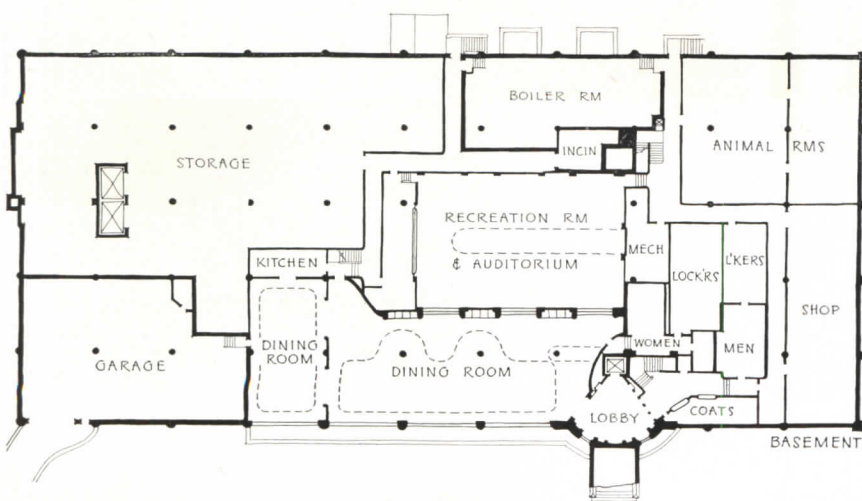 BOILER RM
INCIN
ANIMAL RMS
STORAGE
RECREATION RM
& AUDITORIUM
MECH
KITCHEN
LOCK'RS
L'KERS
SHOP
GARAGE
DINING
ROOM
DINING ROOM
WOMEN
MEN
LOBBY
COATS
BASEMENT